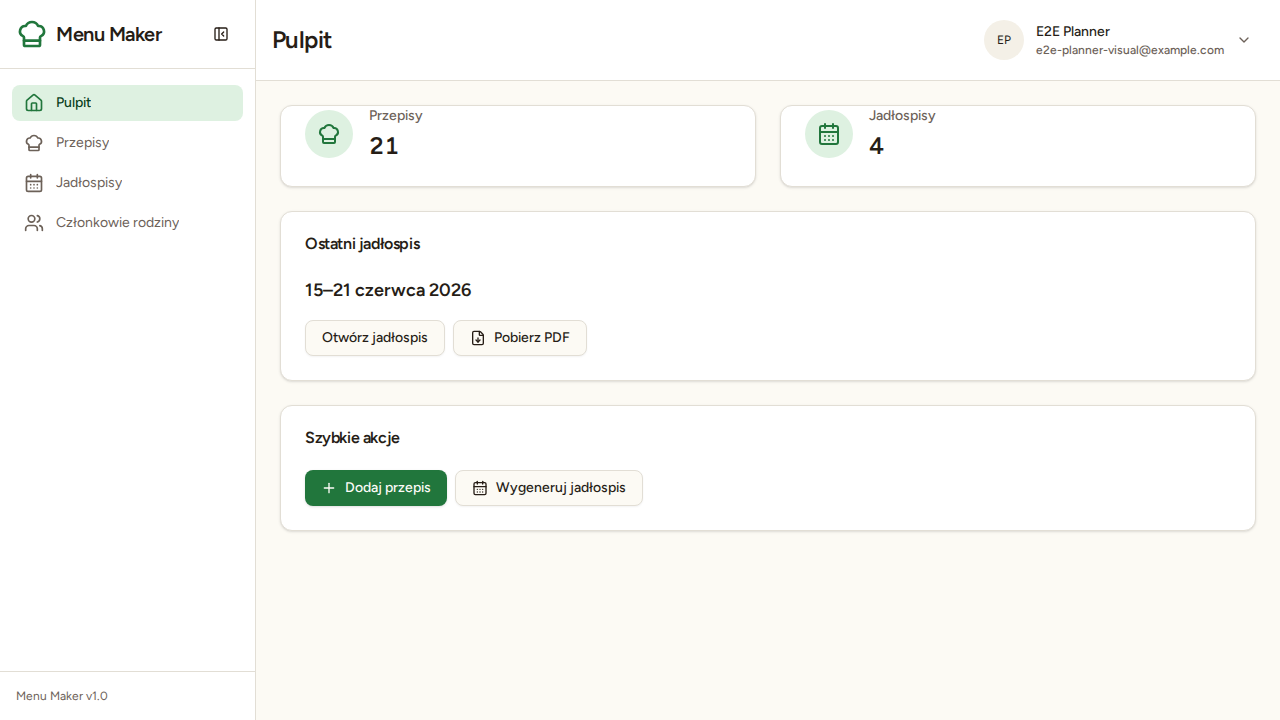 Menu Maker
Pulpit
Przepisy
Jadłospisy
Członkowie rodziny
Menu Maker v1.0
Pulpit
EP
E2E Planner
e2e-planner-visual@example.com
Przepisy
21
Jadłospisy
4
Ostatni jadłospis
15–21 czerwca 2026
Otwórz jadłospis
Pobierz PDF
Szybkie akcje
Dodaj przepis
Wygeneruj jadłospis